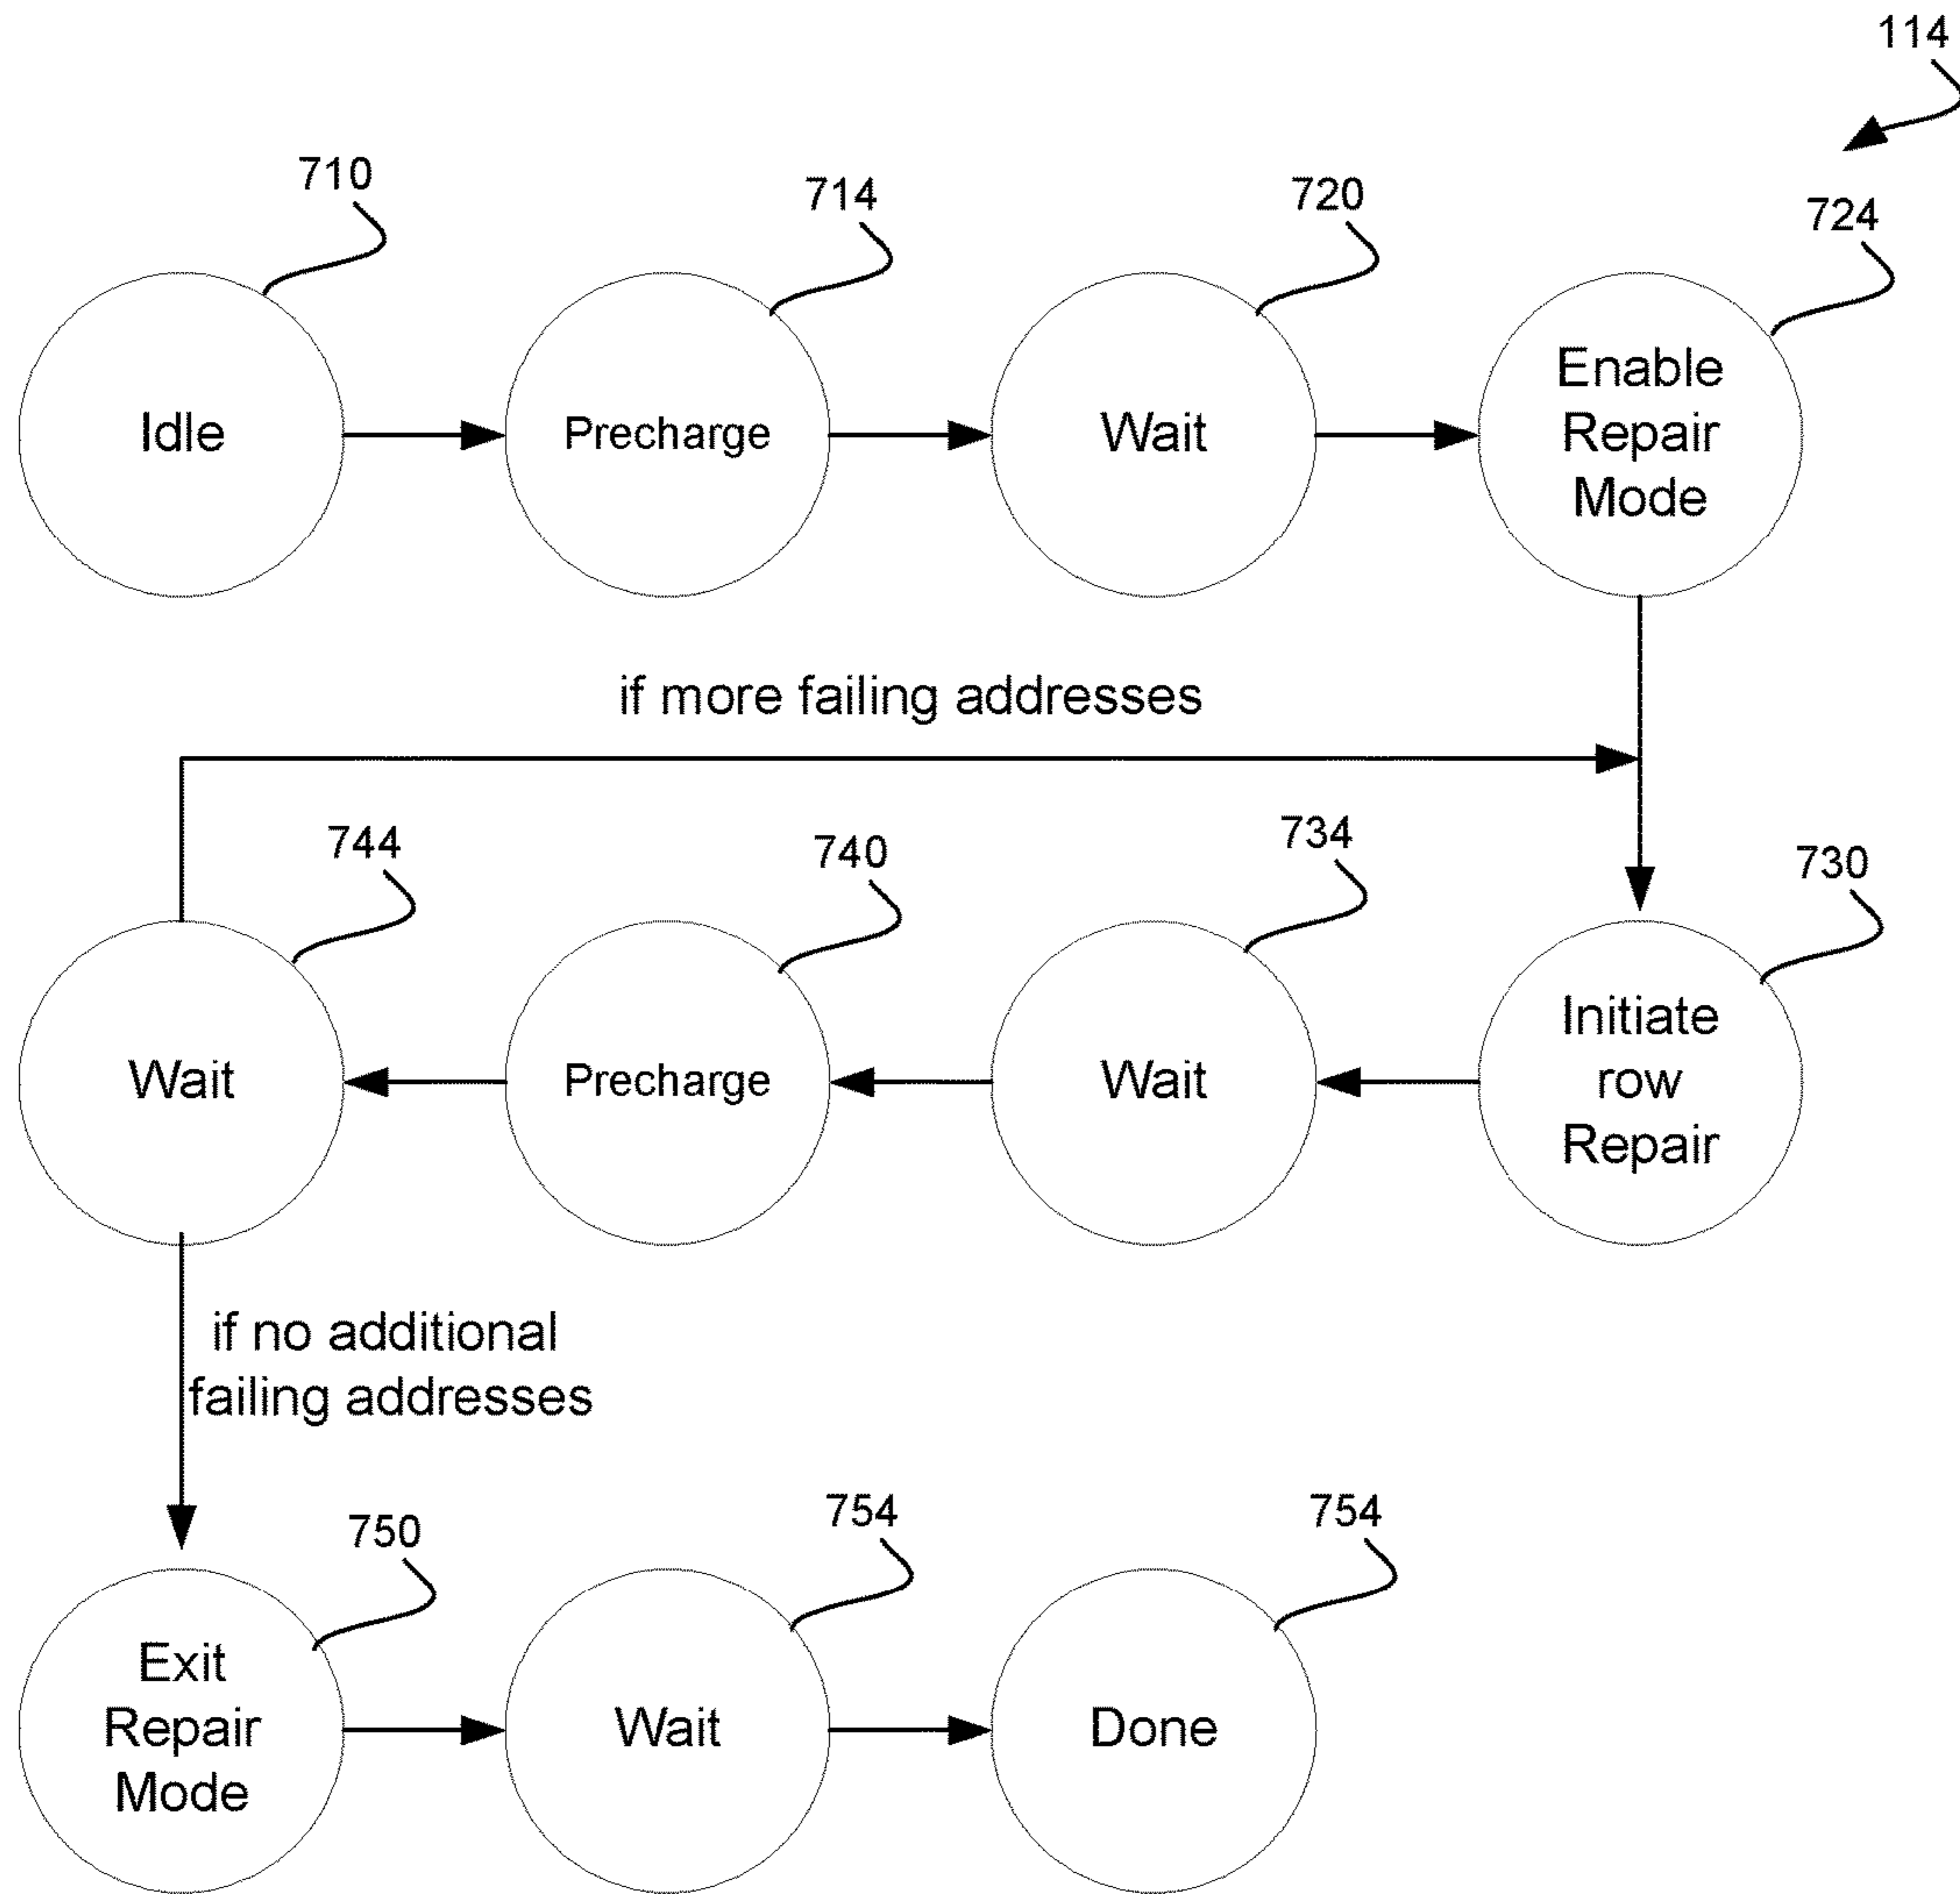 114
710
714
720
724
Idle
Precharge
Wait
Enable
Repair
Mode
if more failing addresses
744
740
734
730
Wait
Precharge
Wait
Initiate
row
Repair
if no additional
failing addresses
750
754
754
Exit
Repair
Mode
Wait
Done